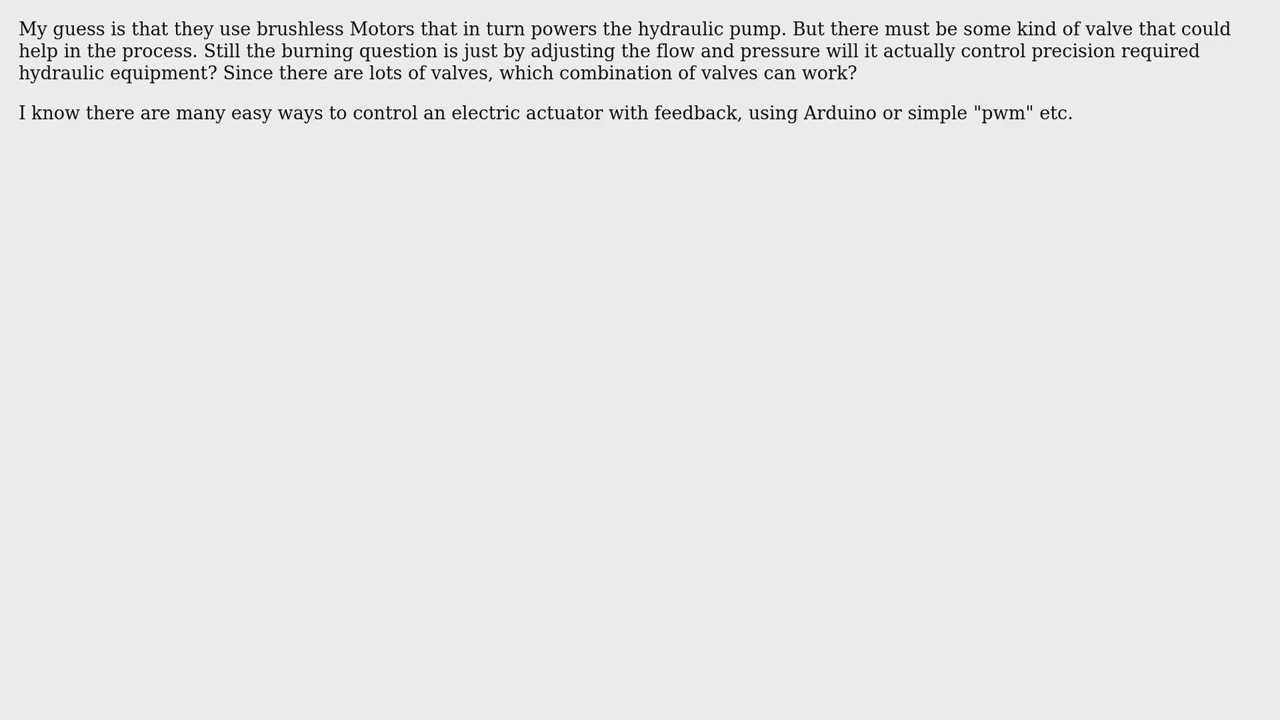 My guess is that they use brushless Motors that in turn powers the hydraulic pump. But there must be some kind of valve that could
help in the process. Still the burning question is just by adjusting the flow and pressure will it actually control precision required
hydraulic equipment? Since there are lots of valves, which combination of valves can work?
I know there are many easy ways to control an electric actuator with feedback, using Arduino or simple "pwm" etc.